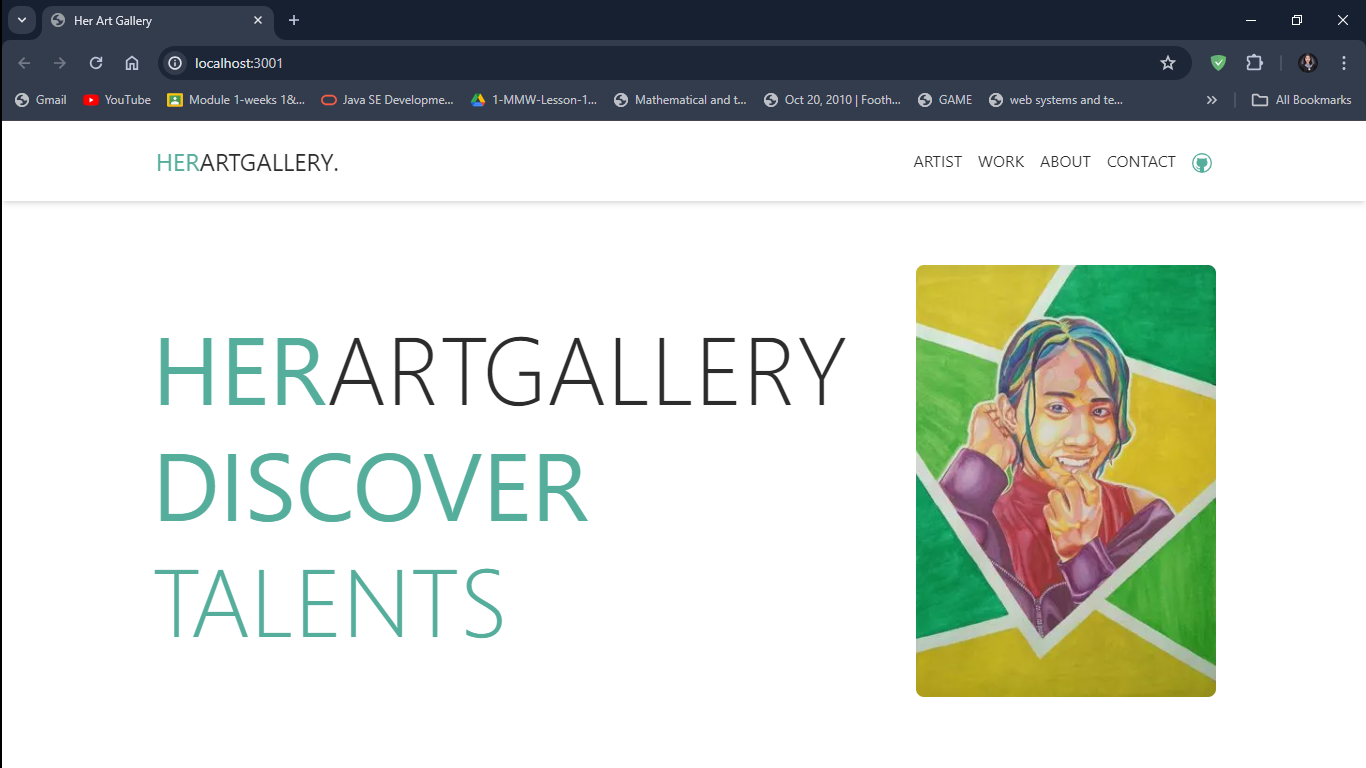 Her Art Gallery
localhost:3001
Gmail YouTube Module 1-weeks 1&... Java SE Developme... 1-MMW-Lesson-1... Mathematical and t... Oct 20, 2010 | Footh... GAME web systems and te... » All Bookmarks
HERARTGALLERY. ARTIST WORK ABOUT CONTACT
HERARTGALLERY
DISCOVER
TALENTS